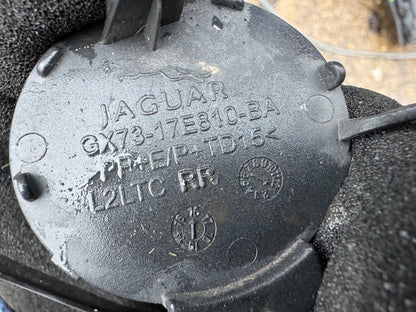 JAGUAR
GX73-17E810-BA
>PP+E/P-TD15<
L2LTC RR